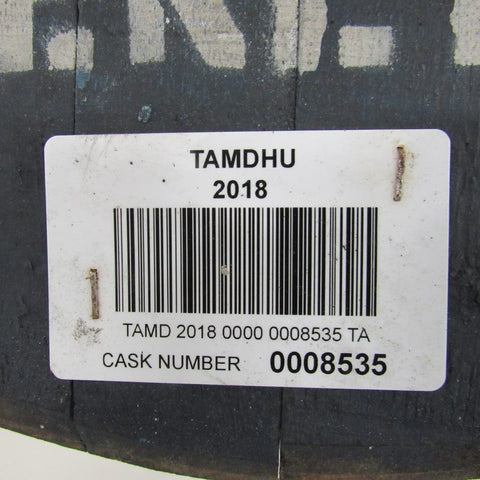 TAMDHU
2018
TAMD 2018 0000 0008535 TA
CASK NUMBER 0008535